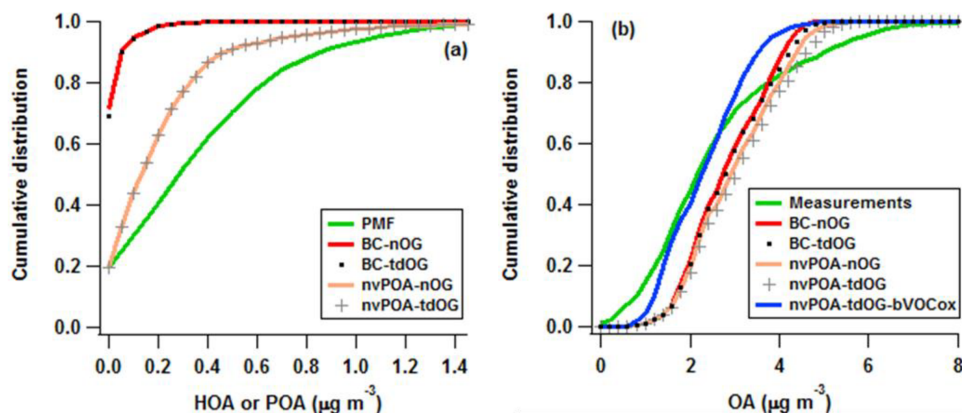 (a)
Cumulative distribution
1.0
0.8
0.6
0.4
0.2
0.0
PMF
BC-nOG
BC-tdOG
nvPOA-nOG
nvPOA-tdOG
0.0 0.2 0.4 0.6 0.8 1.0 1.2 1.4
HOA or POA (µg m⁻³)
(b)
Cumulative distribution
1.0
0.8
0.6
0.4
0.2
0.0
Measurements
BC-nOG
BC-tdOG
nvPOA-nOG
nvPOA-tdOG
nvPOA-tdOG-bVOCox
0 2 4 6 8
OA (µg m⁻³)